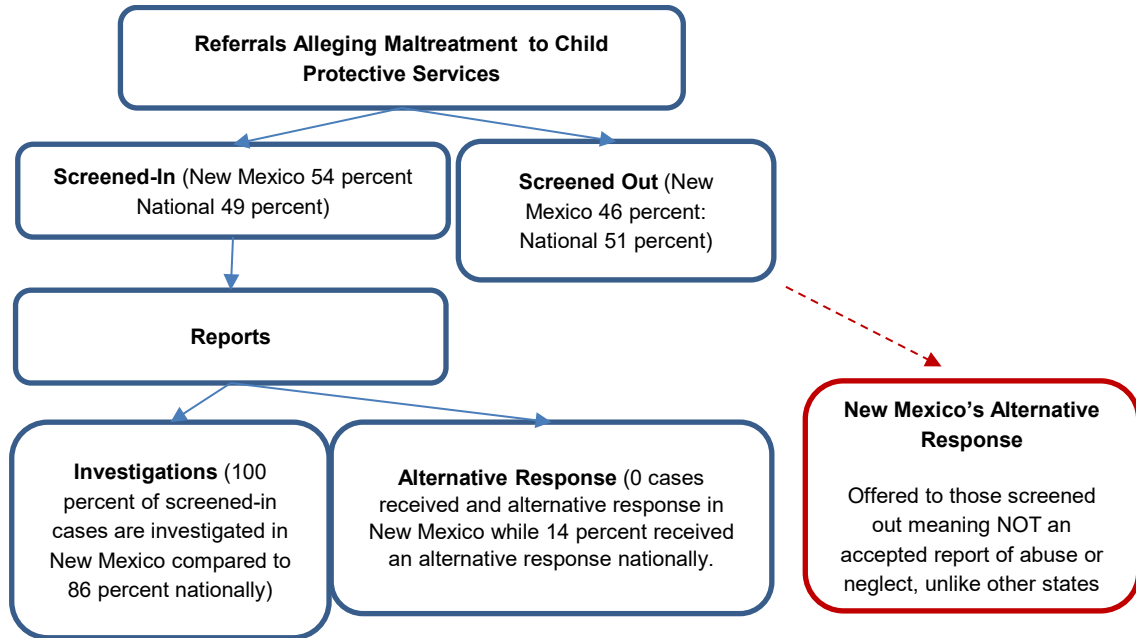 Referrals Alleging Maltreatment to Child
Protective Services
Screened-In (New Mexico 54 percent
National 49 percent)
Screened Out (New
Mexico 46 percent:
National 51 percent)
Reports
Investigations (100
percent of screened-in
cases are investigated in
New Mexico compared to
86 percent nationally)
Alternative Response (0 cases
received and alternative response in
New Mexico while 14 percent received
an alternative response nationally.
New Mexico’s Alternative
Response
Offered to those screened
out meaning NOT an
accepted report of abuse or
neglect, unlike other states